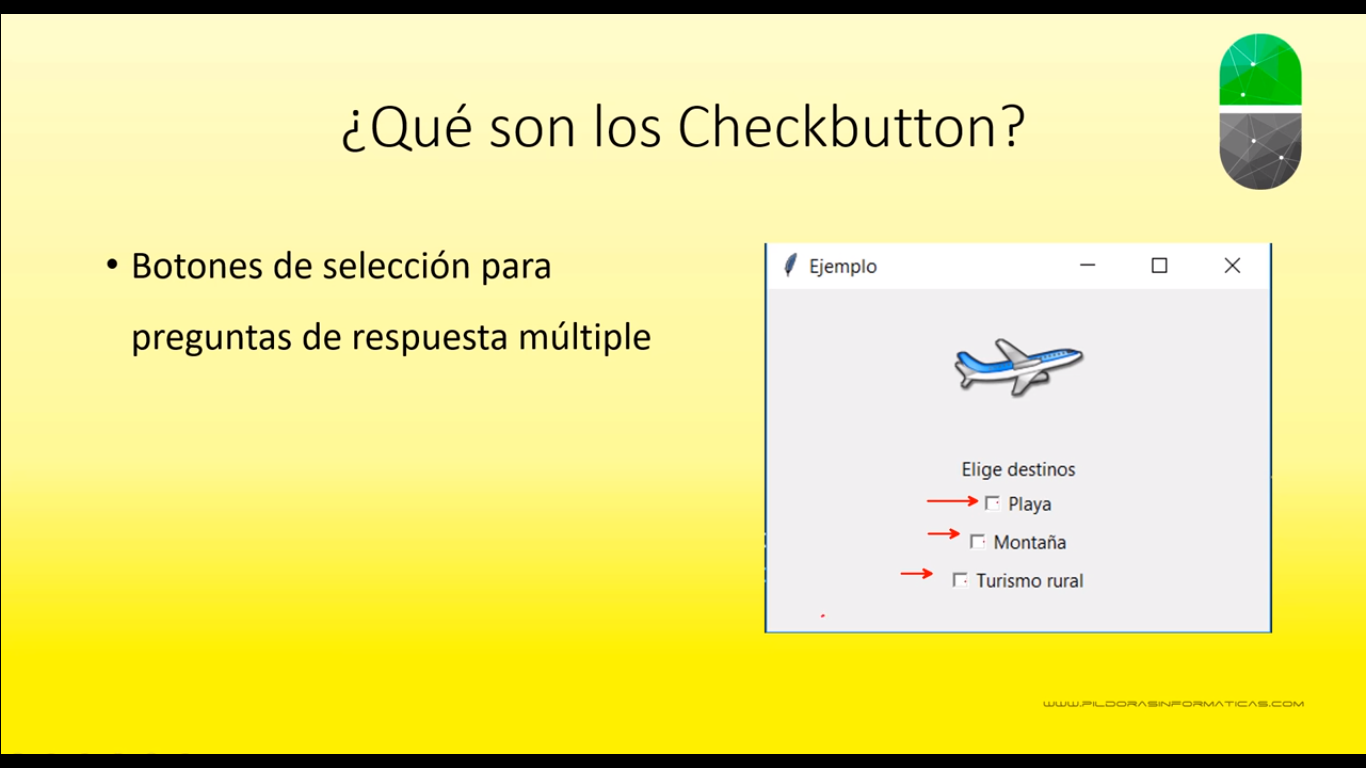 ¿Qué son los Checkbutton?
• Botones de selección para
preguntas de respuesta múltiple
Ejemplo
Elige destinos
Playa
Montaña
Turismo rural
WWW.PILDORASINFORMATICAS.COM